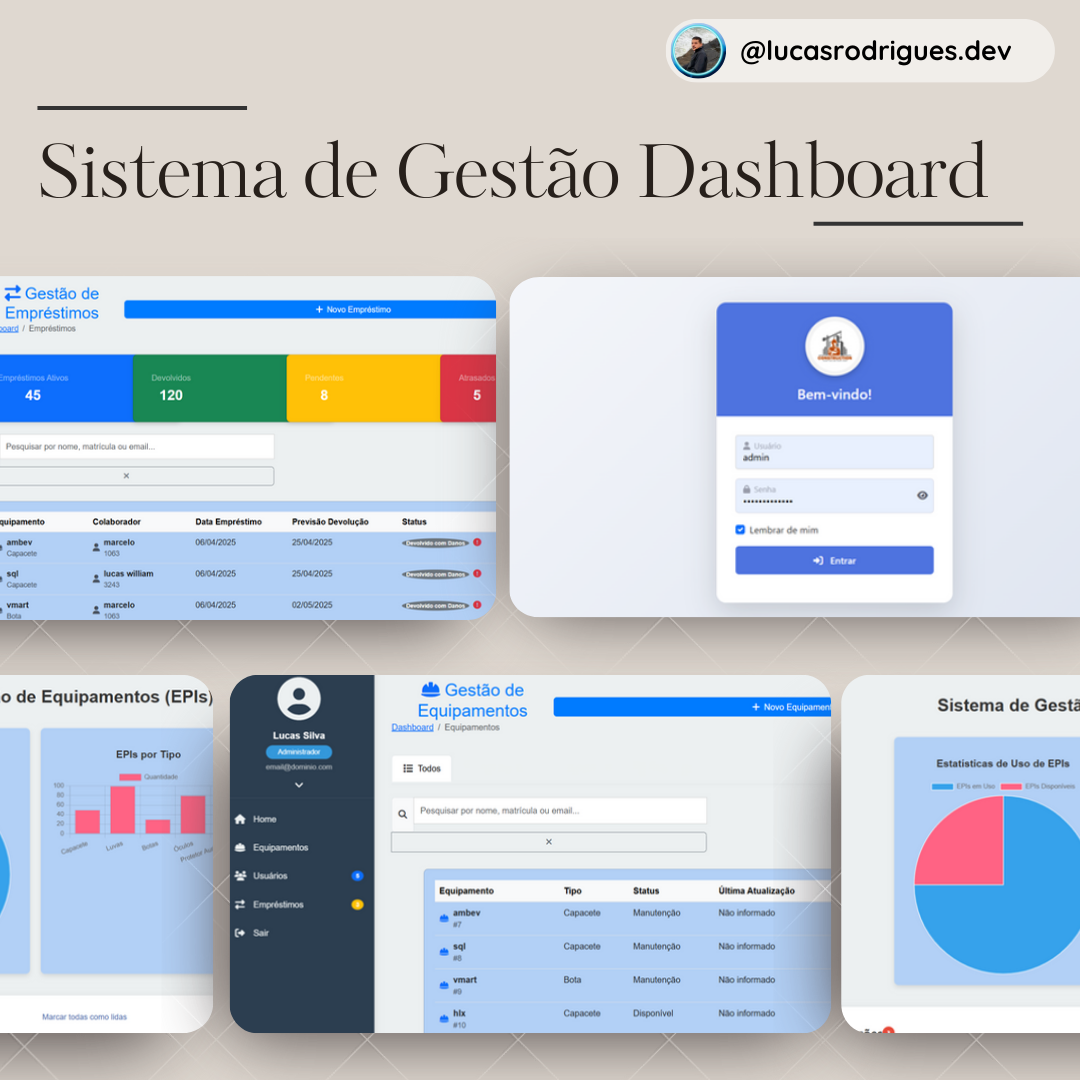 @lucasrodrigues.dev
Sistema de Gestão Dashboard
Gestão de
Empréstimos
board / Empréstimos
+ Novo Empréstimo
Empréstimos Ativos
45
Devolvidos
120
Pendentes
8
Atrasados
5
Pesquisar por nome, matrícula ou email...
×
quipamento Colaborador Data Empréstimo Previsão Devolução Status
ambev marcelo 06/04/2025 25/04/2025 Devolvido com Danos
Capacete 1063
sql lucas william 06/04/2025 25/04/2025 Devolvido com Danos
Capacete 3243
vmart marcelo 06/04/2025 02/05/2025 Devolvido com Danos
Bota 1063
Bem-vindo!
Usuário
admin
Senha
•••••••••••••
Lembrar de mim
Entrar
o de Equipamentos (EPIs)
EPIs por Tipo
Quantidade
100
80
60
40
20
0
Capacete Luvas Botas Óculos Protetor Aur
Marcar todas como lidas
Lucas Silva
Administrador
email@dominio.com
Home
Equipamentos
Usuários
Empréstimos
Sair
Gestão de
Equipamentos
Dashboard / Equipamentos
+ Novo Equipament
Todos
Pesquisar por nome, matrícula ou email...
×
Equipamento Tipo Status Última Atualização
ambev Capacete Manutenção Não informado
#7
sql Capacete Manutenção Não informado
#8
vmart Bota Manutenção Não informado
#9
hlx Capacete Disponível Não informado
#10
Sistema de Gestã
Estatísticas de Uso de EPIs
EPIs em Uso EPIs Disponíveis